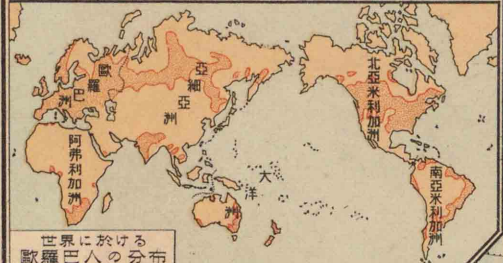 歐羅巴洲
亞細亞洲
北亞米利加洲
阿弗利加洲
大洋洲
南亞米利加洲
世界に於ける
歐羅巴人の分布